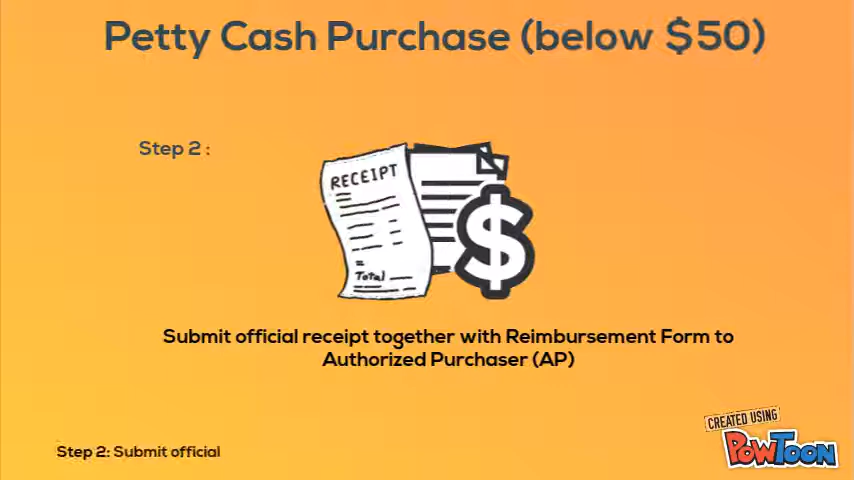 Petty Cash Purchase (below $50)
Step 2 :
RECEIPT
Total
$
Submit official receipt together with Reimbursement Form to
Authorized Purchaser (AP)
CREATED USING
POWTOON
Step 2: Submit official